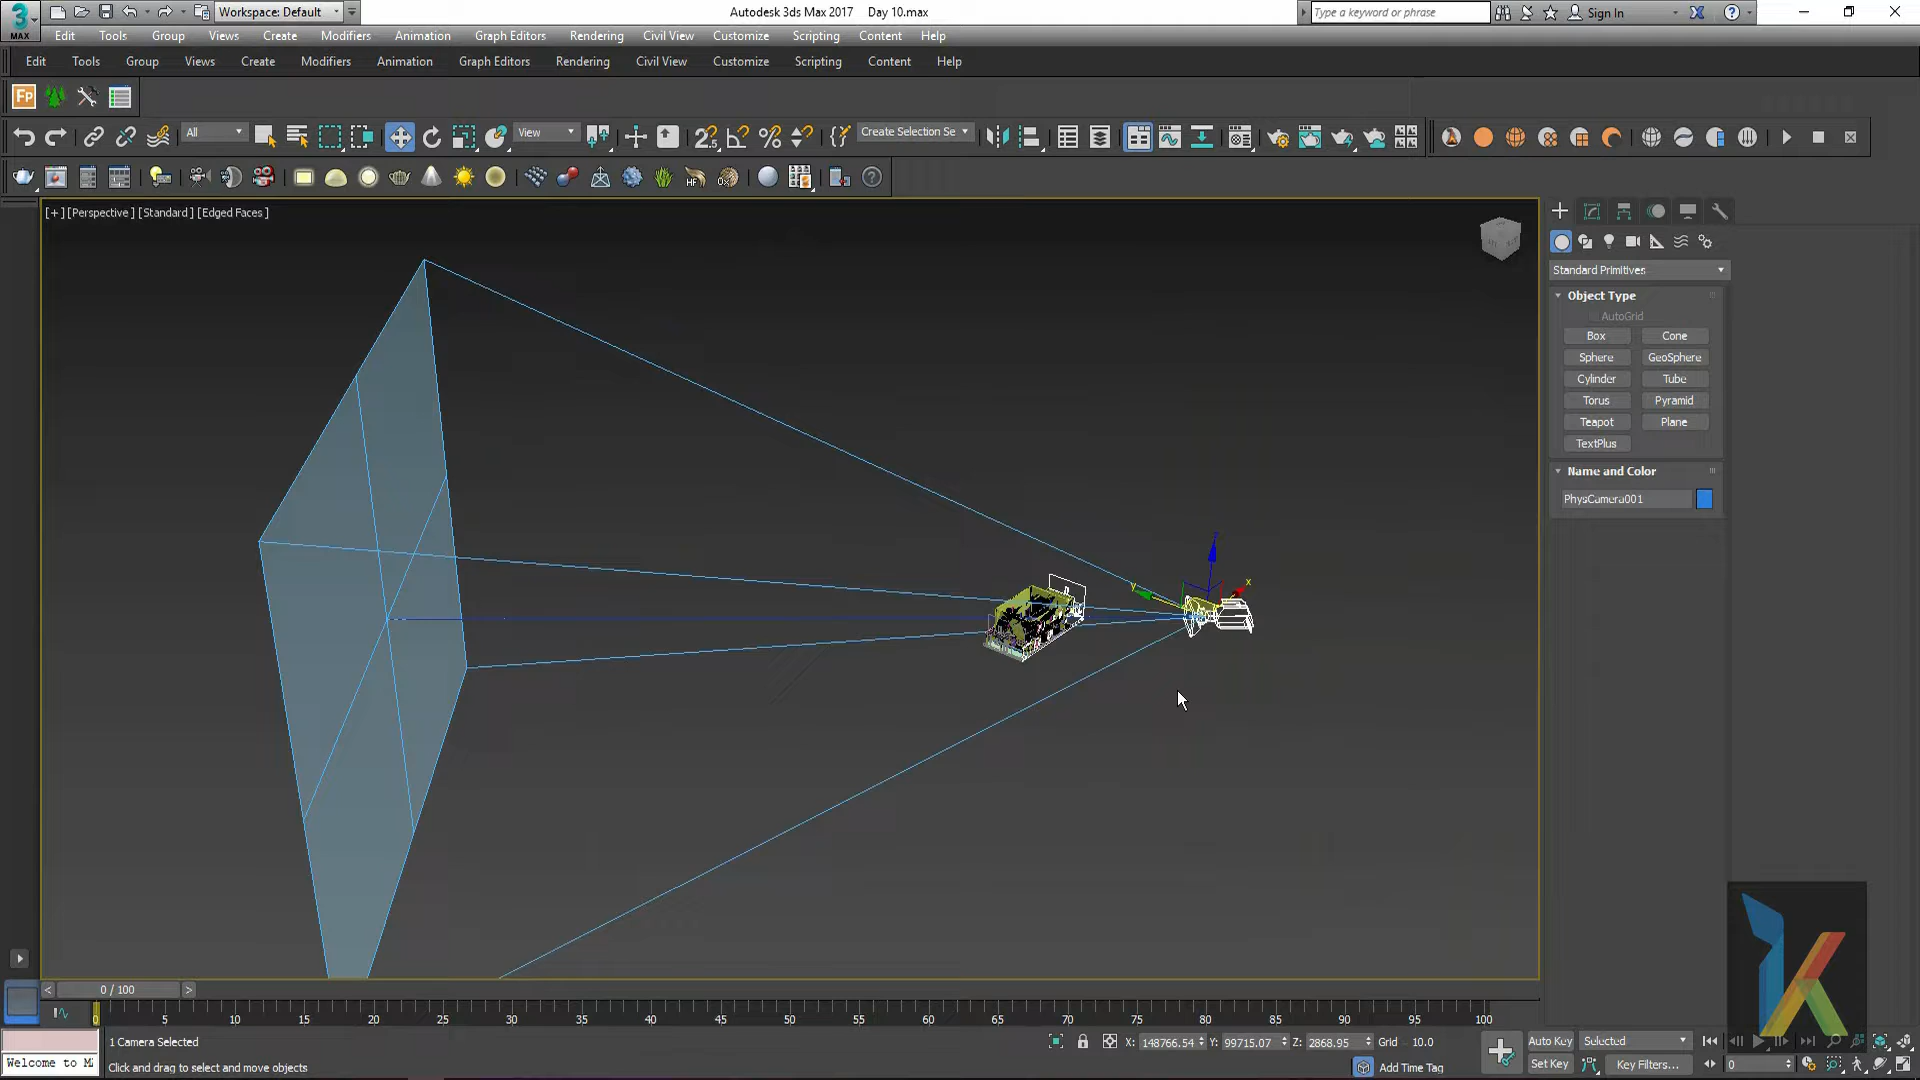 Workspace: Default
Autodesk 3ds Max 2017 Day 10.max
Type a keyword or phrase
Sign In
MAX
Edit Tools Group Views Create Modifiers Animation Graph Editors Rendering Civil View Customize Scripting Content Help
Edit Tools Group Views Create Modifiers Animation Graph Editors Rendering Civil View Customize Scripting Content Help
Fp
All
View
Create Selection Se
[+] [Perspective ] [Standard ] [Edged Faces ]
Standard Primitives
Object Type
AutoGrid
Box Cone
Sphere GeoSphere
Cylinder Tube
Torus Pyramid
Teapot Plane
TextPlus
Name and Color
PhysCamera001
x
y
< 0 / 100 >
0 5 10 15 20 25 30 35 40 45 50 55 60 65 70 75 80 85 90 95 100
1 Camera Selected
X: 148766.54 Y: 99715.07 Z: 2868.95 Grid = 10.0
Auto Key Selected
Welcome to M
Click and drag to select and move objects
Add Time Tag
Set Key Key Filters...
0